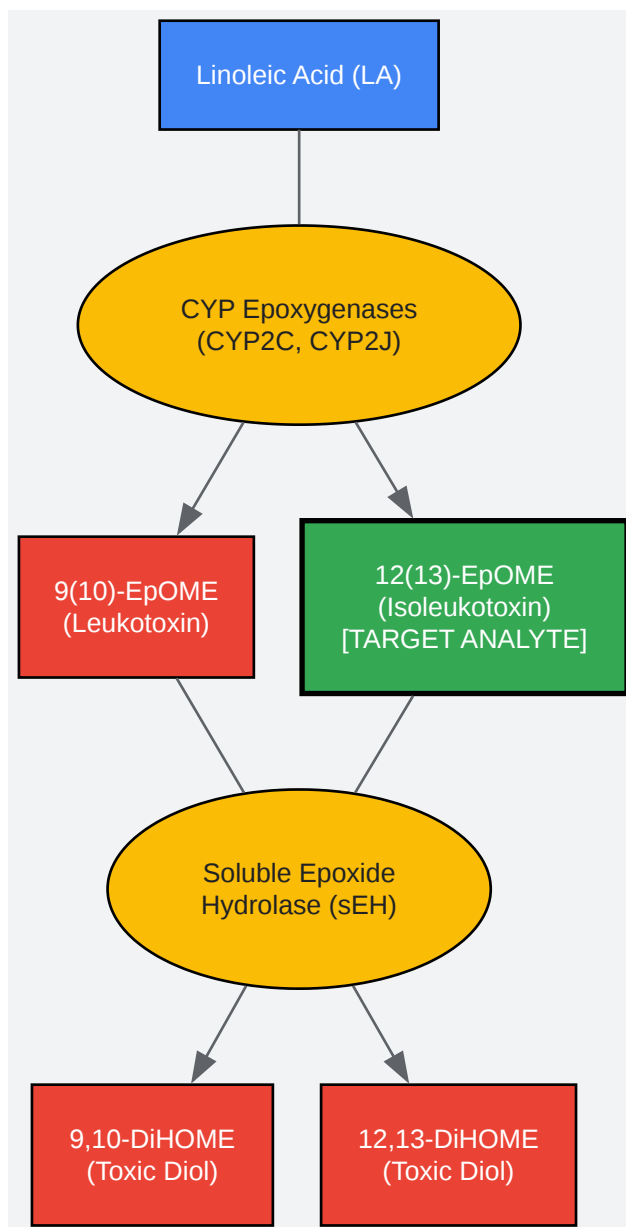 Linoleic Acid (LA)
CYP Epoxygenases
(CYP2C, CYP2J)
9(10)-EpOME
(Leukotoxin)
12(13)-EpOME
(Isoleukotoxin)
[TARGET ANALYTE]
Soluble Epoxide
Hydrolase (sEH)
9,10-DiHOME
(Toxic Diol)
12,13-DiHOME
(Toxic Diol)